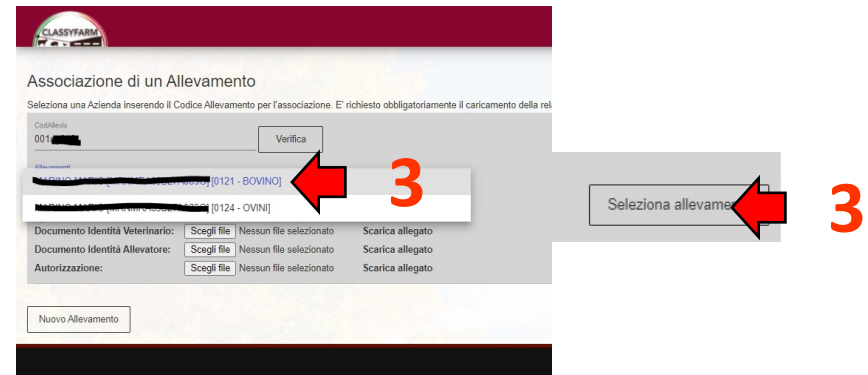 CLASSYFARM
Associazione di un Allevamento
Seleziona una Azienda inserendo il Codice Allevamento per l'associazione. E' richiesto obbligatoriamente il caricamento della rel
CodAllevix
001
Verifica
Allevamenti
[0121 - BOVINO]
3
[0124 - OVINI]
Documento Identità Veterinario: Scegli file Nessun file selezionato Scarica allegato
Documento Identità Allevatore: Scegli file Nessun file selezionato Scarica allegato
Autorizzazione: Scegli file Nessun file selezionato Scarica allegato
Nuovo Allevamento
Seleziona allevame
3